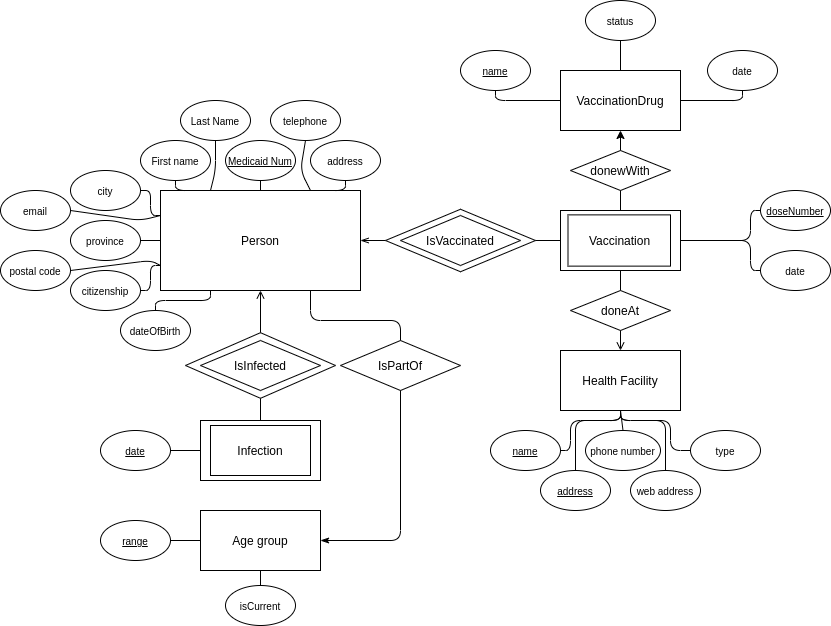 status
name
date
VaccinationDrug
Last Name
telephone
First name
Medicaid Num
address
donewWith
city
email
province
postal code
citizenship
dateOfBirth
Person
IsVaccinated
Vaccination
doseNumber
date
doneAt
IsInfected
IsPartOf
Health Facility
date
Infection
name
phone number
type
address
web address
range
Age group
isCurrent